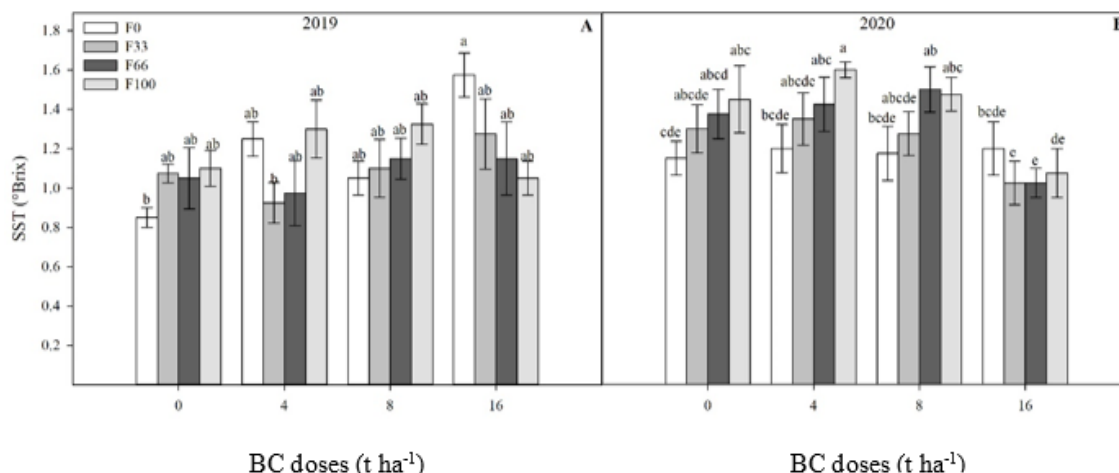 2019
A
2020
F0
F33
F66
F100
SST (°Brix)
1.8
1.6
1.4
1.2
1.0
0.8
0.6
0.4
0.2
b
ab
ab
ab
ab
b
ab
ab
ab
ab
ab
ab
a
ab
ab
ab
cde
abcde
abcd
abc
bcde
abcde
abc
a
bcde
abcde
ab
abc
bcde
e
e
de
0
4
8
16
0
4
8
16
BC doses (t ha⁻¹)
BC doses (t ha⁻¹)